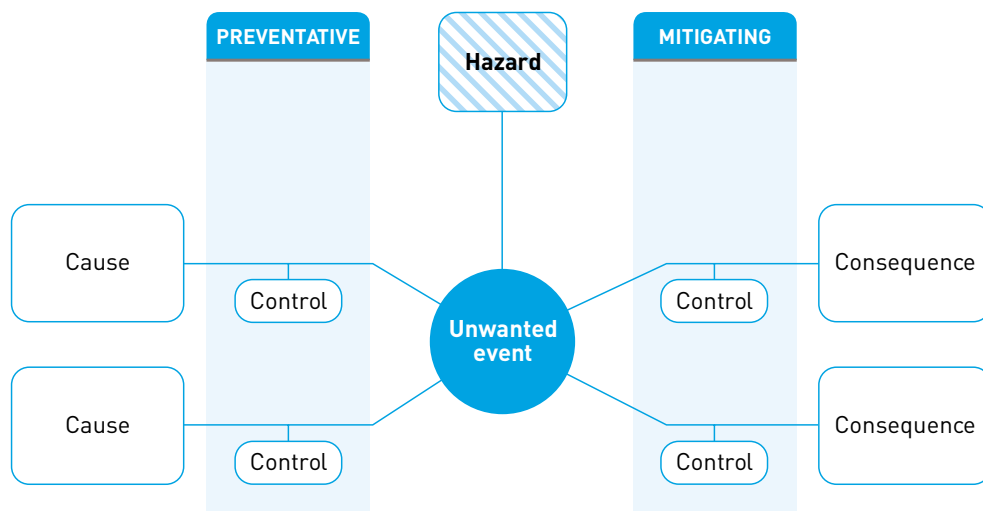 PREVENTATIVE
Hazard
MITIGATING
Cause
Control
Unwanted
event
Control
Consequence
Cause
Control
Control
Consequence